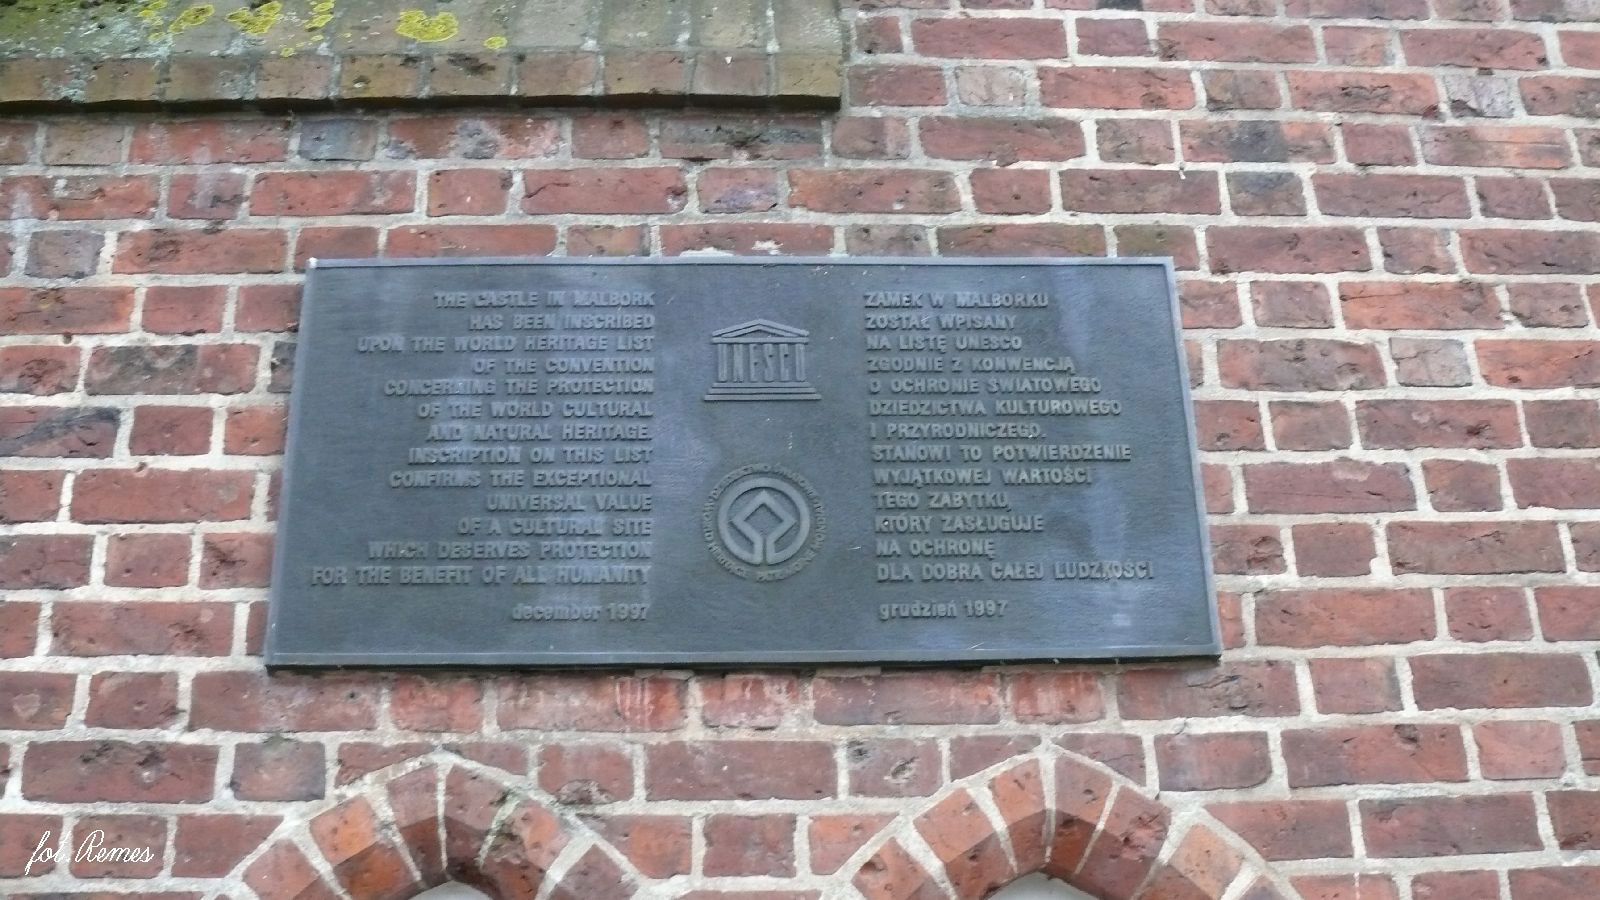 THE CASTLE IN MALBORK
HAS BEEN INSCRIBED
UPON THE WORLD HERITAGE LIST
OF THE CONVENTION
CONCERNING THE PROTECTION
OF THE WORLD CULTURAL
AND NATURAL HERITAGE.
INSCRIPTION ON THIS LIST
CONFIRMS THE EXCEPTIONAL
UNIVERSAL VALUE
OF A CULTURAL SITE
WHICH DESERVES PROTECTION
FOR THE BENEFIT OF ALL HUMANITY
december 1997
UNESCO
ZAMEK W MALBORKU
ZOSTAŁ WPISANY
NA LISTĘ UNESCO
ZGODNIE Z KONWENCJĄ
O OCHRONIE ŚWIATOWEGO
DZIEDZICTWA KULTUROWEGO
I PRZYRODNICZEGO.
STANOWI TO POTWIERDZENIE
WYJĄTKOWEJ WARTOŚCI
TEGO ZABYTKU,
KTÓRY ZASŁUGUJE
NA OCHRONĘ
DLA DOBRA CAŁEJ LUDZKOŚCI
grudzień 1997
fot. Remes